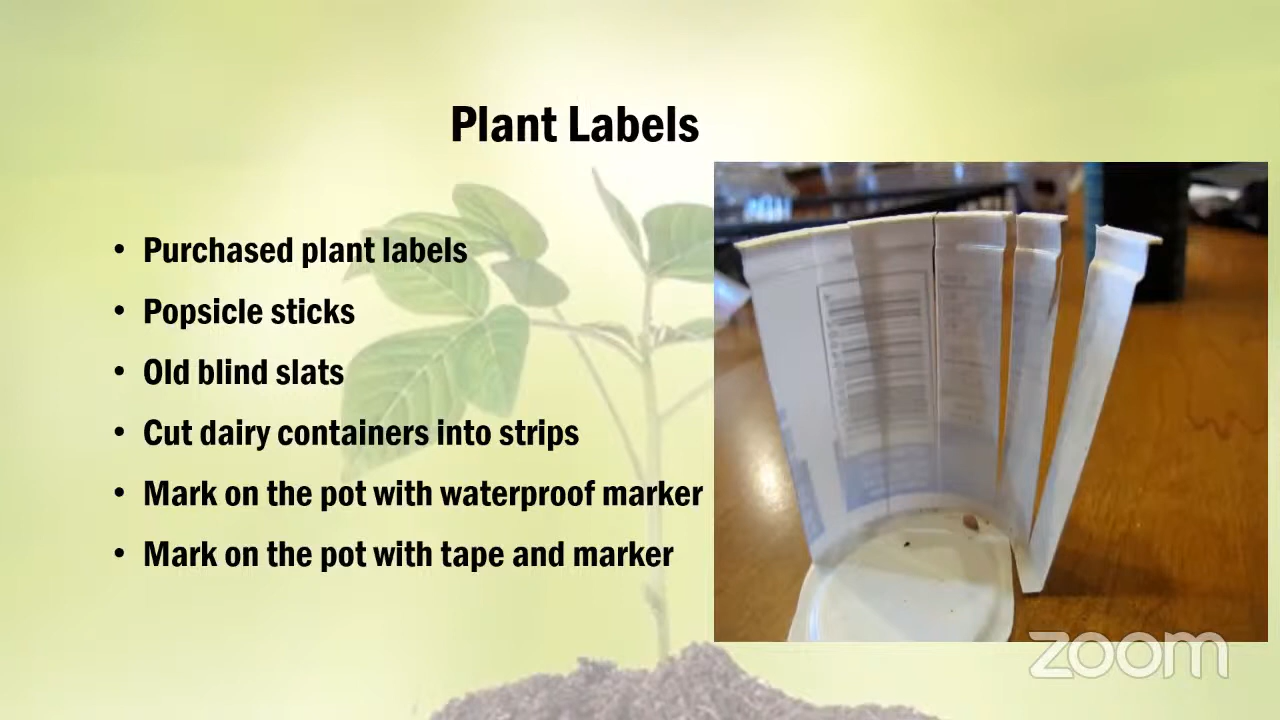 Plant Labels
• Purchased plant labels
• Popsicle sticks
• Old blind slats
• Cut dairy containers into strips
• Mark on the pot with waterproof marker
• Mark on the pot with tape and marker
zoom